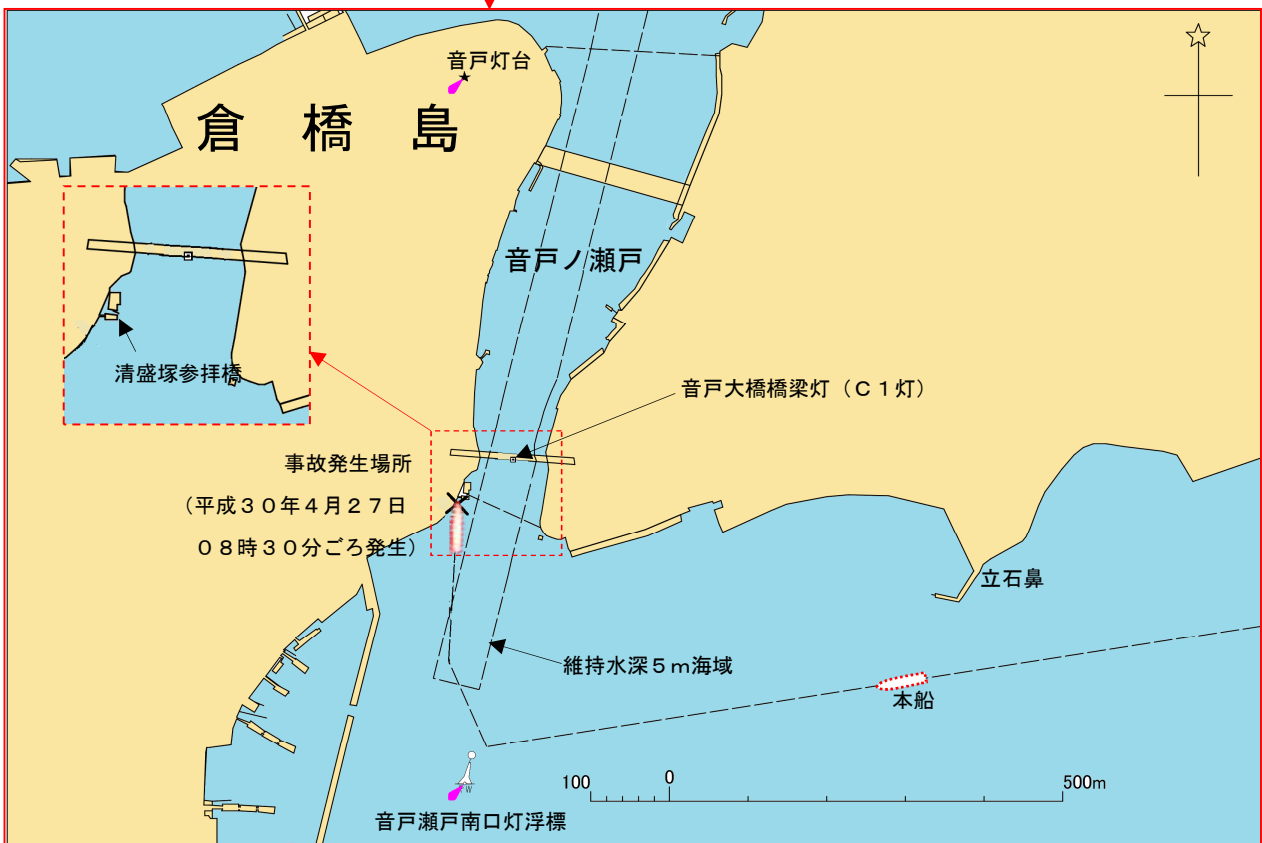 音戸灯台
倉橋島
音戸ノ瀬戸
清盛塚参拝橋
音戸大橋橋梁灯（Ｃ１灯）
事故発生場所
（平成３０年４月２７日
０８時３０分ごろ発生）
立石鼻
維持水深５ｍ海域
本船
W
100 0 500m
音戸瀬戸南口灯浮標